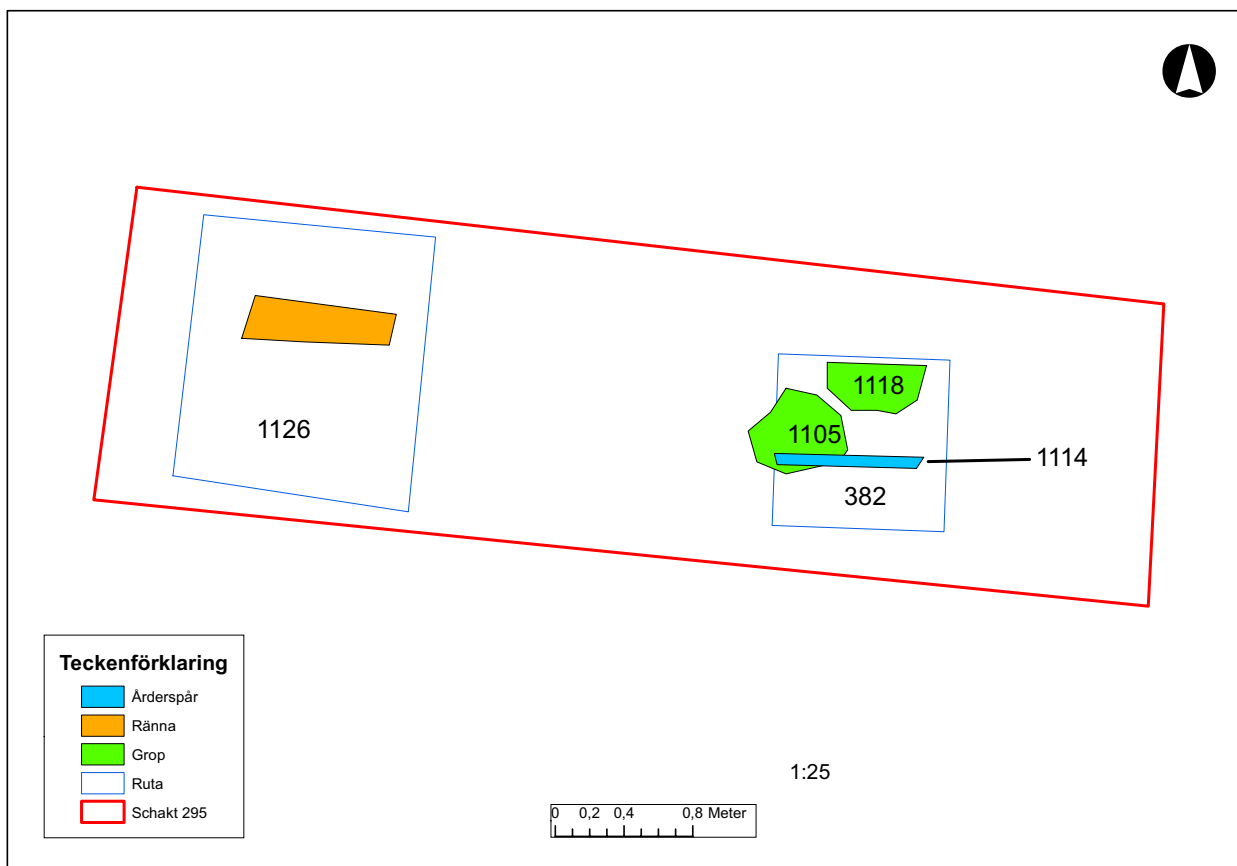 1118
1126
1105
1114
382
Teckenförklaring
Årderspår
Ränna
Grop
Ruta
Schakt 295
1:25
0 0,2 0,4 0,8 Meter